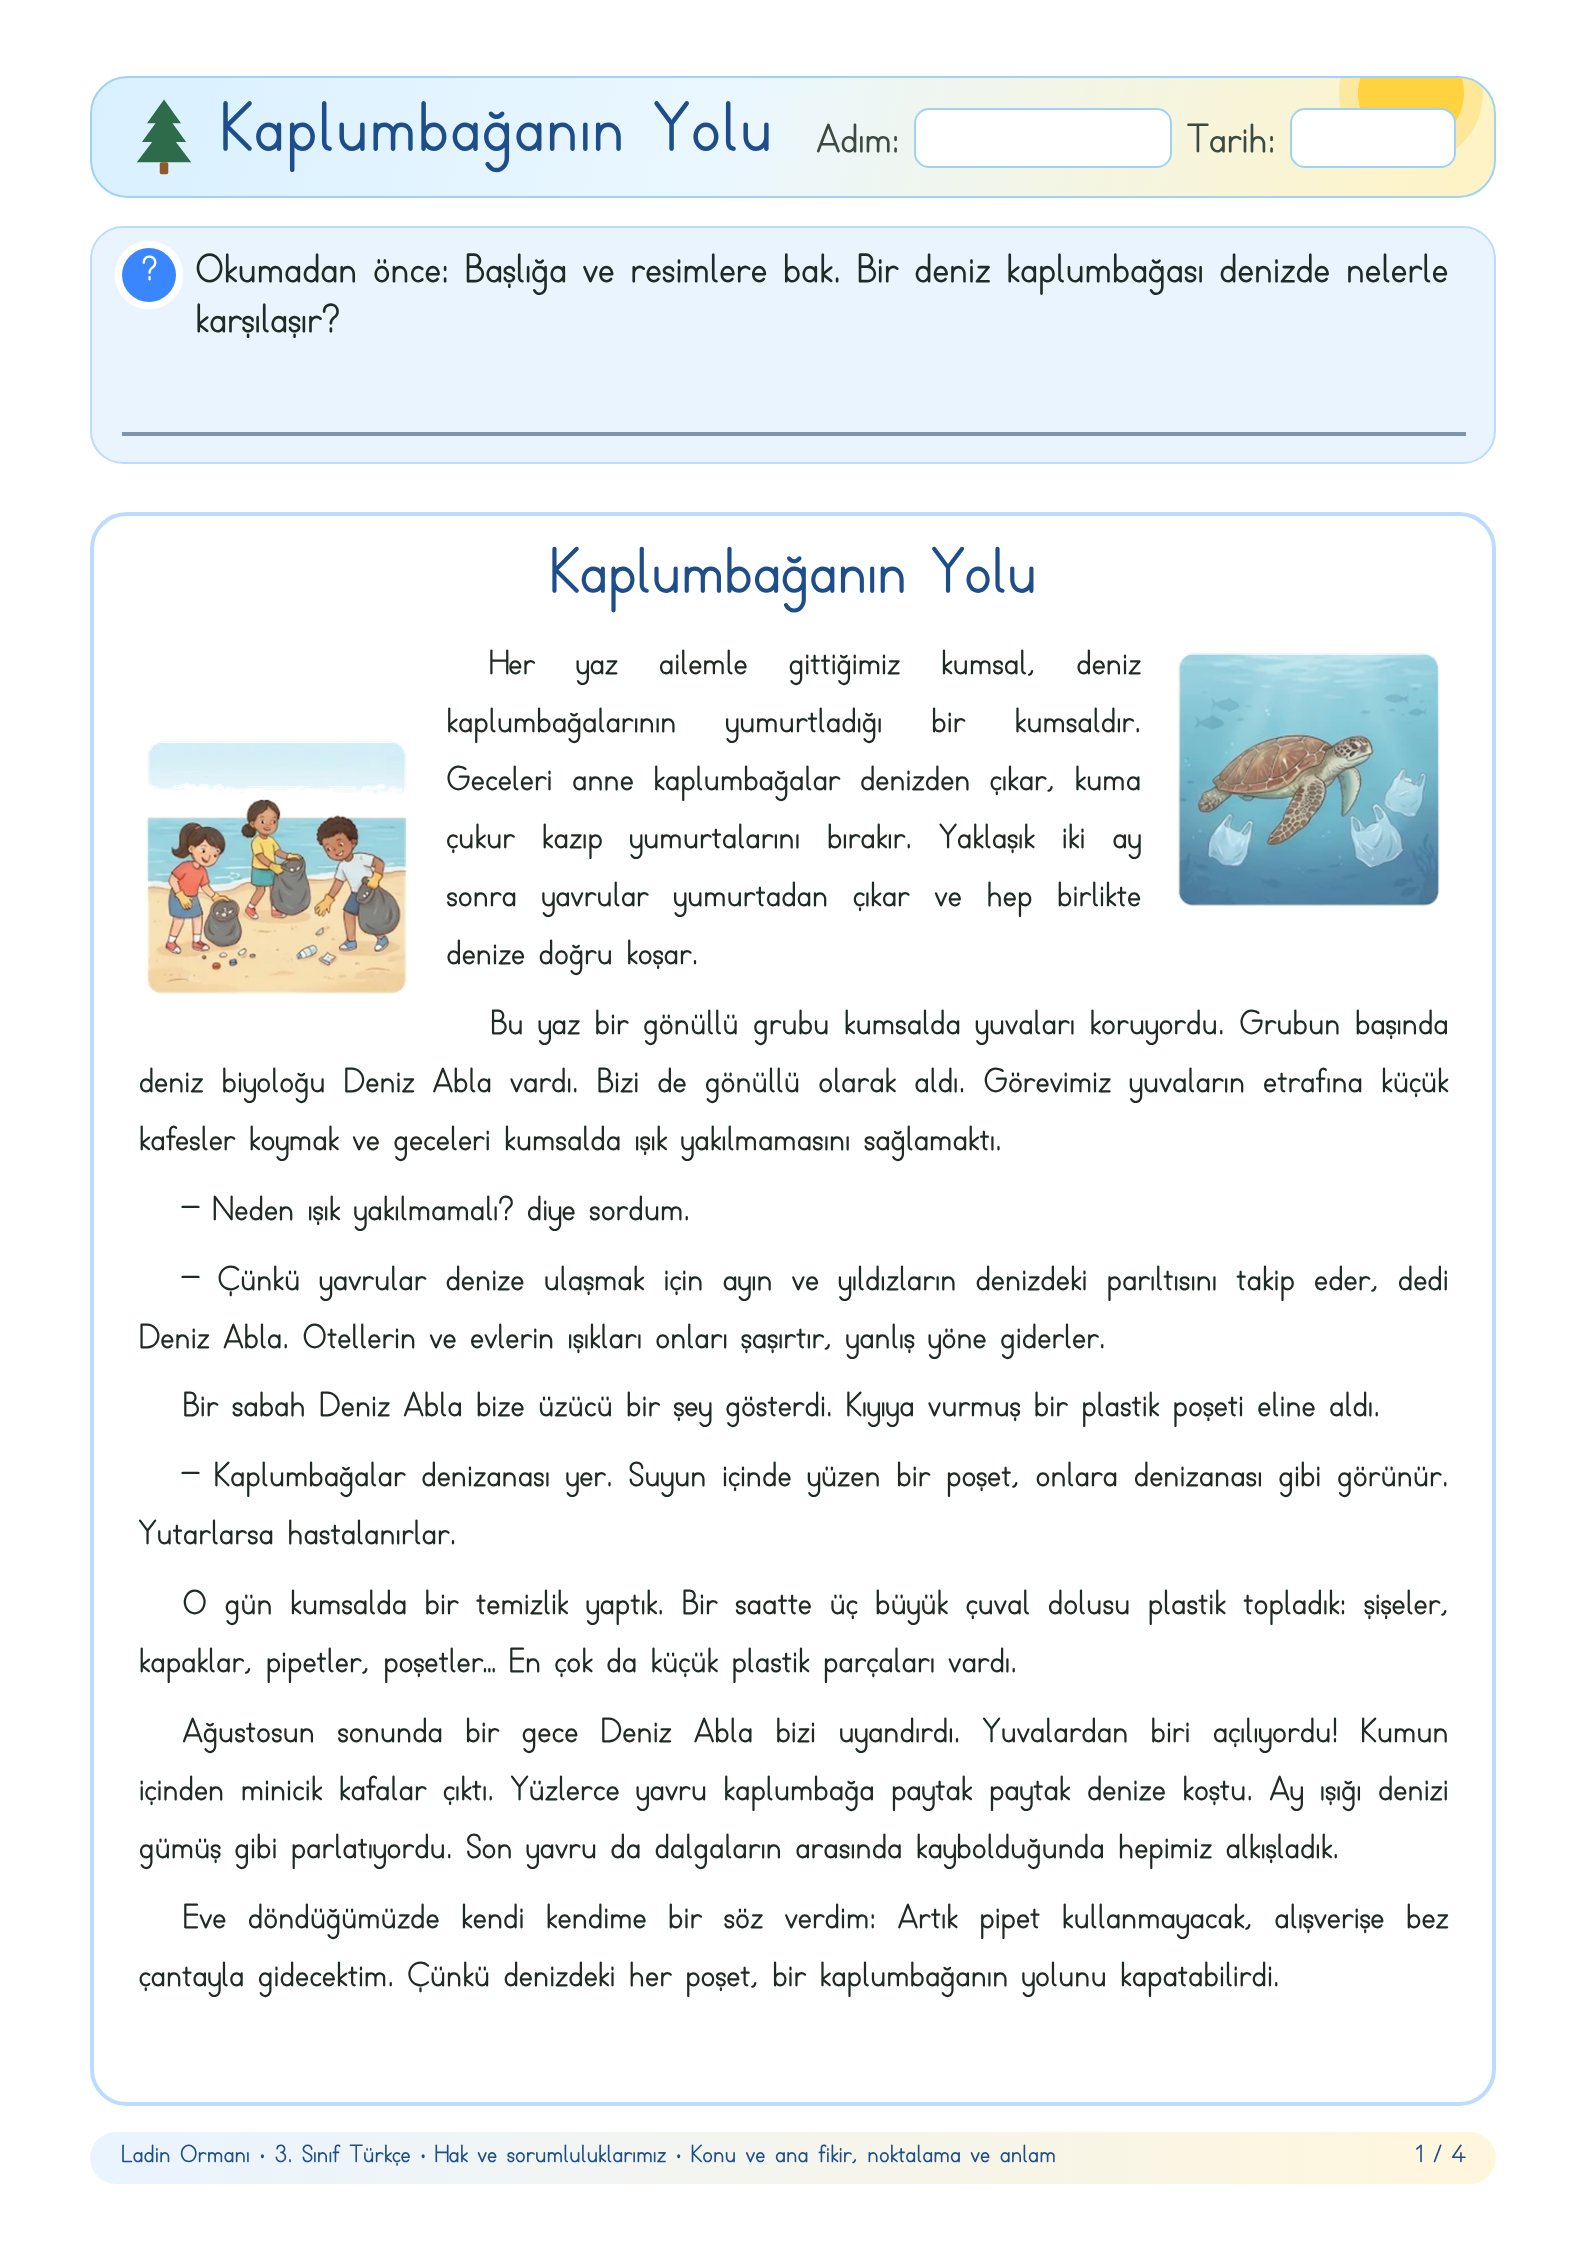 Kaplumbağanın Yolu
Adım:
Tarih:
?
Okumadan önce: Başlığa ve resimlere bak. Bir deniz kaplumbağası denizde nelerle
karşılaşır?
Kaplumbağanın Yolu
Her yaz ailemle gittiğimiz kumsal, deniz
kaplumbağalarının yumurtladığı bir kumsaldır.
Geceleri anne kaplumbağalar denizden çıkar, kuma
çukur kazıp yumurtalarını bırakır. Yaklaşık iki ay
sonra yavrular yumurtadan çıkar ve hep birlikte
denize doğru koşar.
Bu yaz bir gönüllü grubu kumsalda yuvaları koruyordu. Grubun başında
deniz biyoloğu Deniz Abla vardı. Bizi de gönüllü olarak aldı. Görevimiz yuvaların etrafına küçük
kafesler koymak ve geceleri kumsalda ışık yakılmamasını sağlamaktı.
– Neden ışık yakılmamalı? diye sordum.
– Çünkü yavrular denize ulaşmak için ayın ve yıldızların denizdeki parıltısını takip eder, dedi
Deniz Abla. Otellerin ve evlerin ışıkları onları şaşırtır, yanlış yöne giderler.
Bir sabah Deniz Abla bize üzücü bir şey gösterdi. Kıyıya vurmuş bir plastik poşeti eline aldı.
– Kaplumbağalar denizanası yer. Suyun içinde yüzen bir poşet, onlara denizanası gibi görünür.
Yutarlarsa hastalanırlar.
O gün kumsalda bir temizlik yaptık. Bir saatte üç büyük çuval dolusu plastik topladık: şişeler,
kapaklar, pipetler, poşetler... En çok da küçük plastik parçaları vardı.
Ağustosun sonunda bir gece Deniz Abla bizi uyandırdı. Yuvalardan biri açılıyordu! Kumun
içinden minicik kafalar çıktı. Yüzlerce yavru kaplumbağa paytak paytak denize koştu. Ay ışığı denizi
gümüş gibi parlatıyordu. Son yavru da dalgaların arasında kaybolduğunda hepimiz alkışladık.
Eve döndüğümüzde kendi kendime bir söz verdim: Artık pipet kullanmayacak, alışverişe bez
çantayla gidecektim. Çünkü denizdeki her poşet, bir kaplumbağanın yolunu kapatabilirdi.
Ladin Ormanı • 3. Sınıf Türkçe • Hak ve sorumluluklarımız • Konu ve ana fikir, noktalama ve anlam
1 / 4